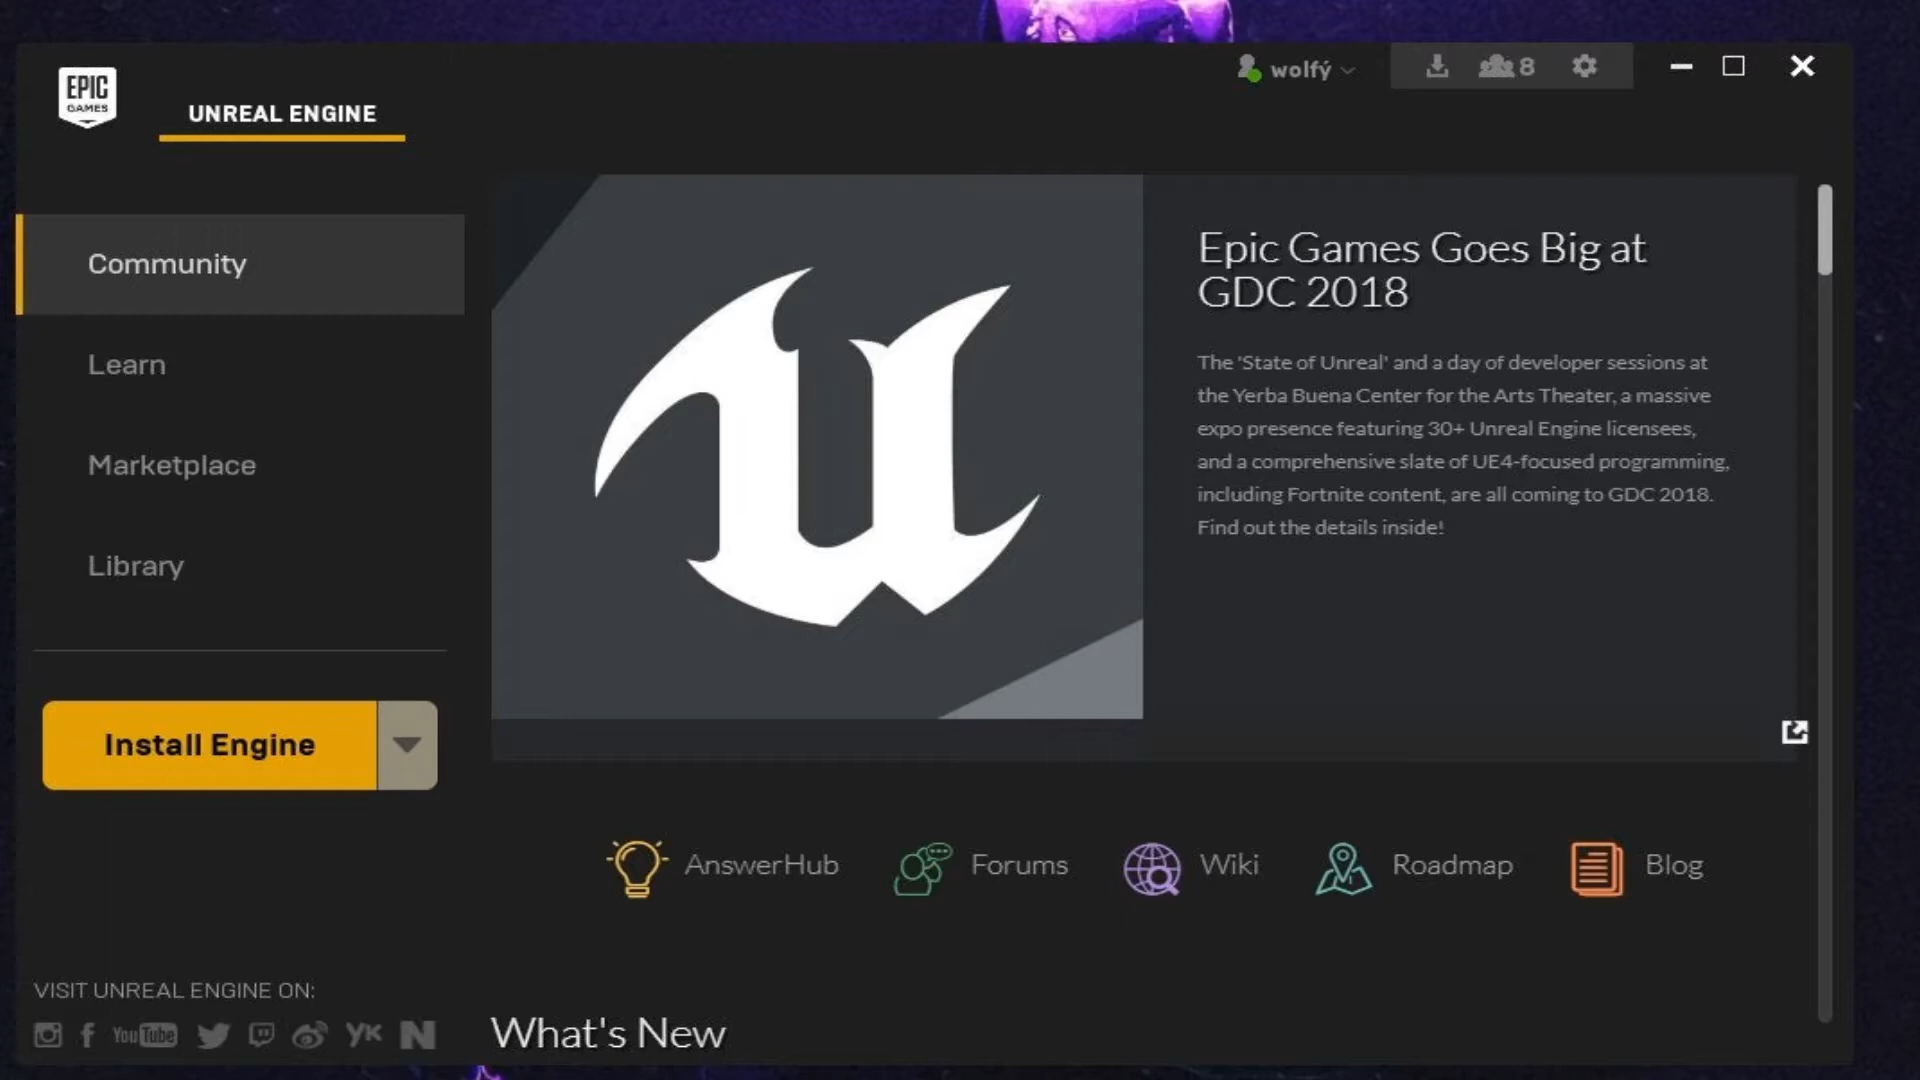 EPIC
GAMES
UNREAL ENGINE
wolfý
8
Community
Learn
Marketplace
Library
Install Engine
Epic Games Goes Big at
GDC 2018
The 'State of Unreal' and a day of developer sessions at
the Yerba Buena Center for the Arts Theater, a massive
expo presence featuring 30+ Unreal Engine licensees,
and a comprehensive slate of UE4-focused programming,
including Fortnite content, are all coming to GDC 2018.
Find out the details inside!
AnswerHub
Forums
Wiki
Roadmap
Blog
VISIT UNREAL ENGINE ON:
YouTube
What's New